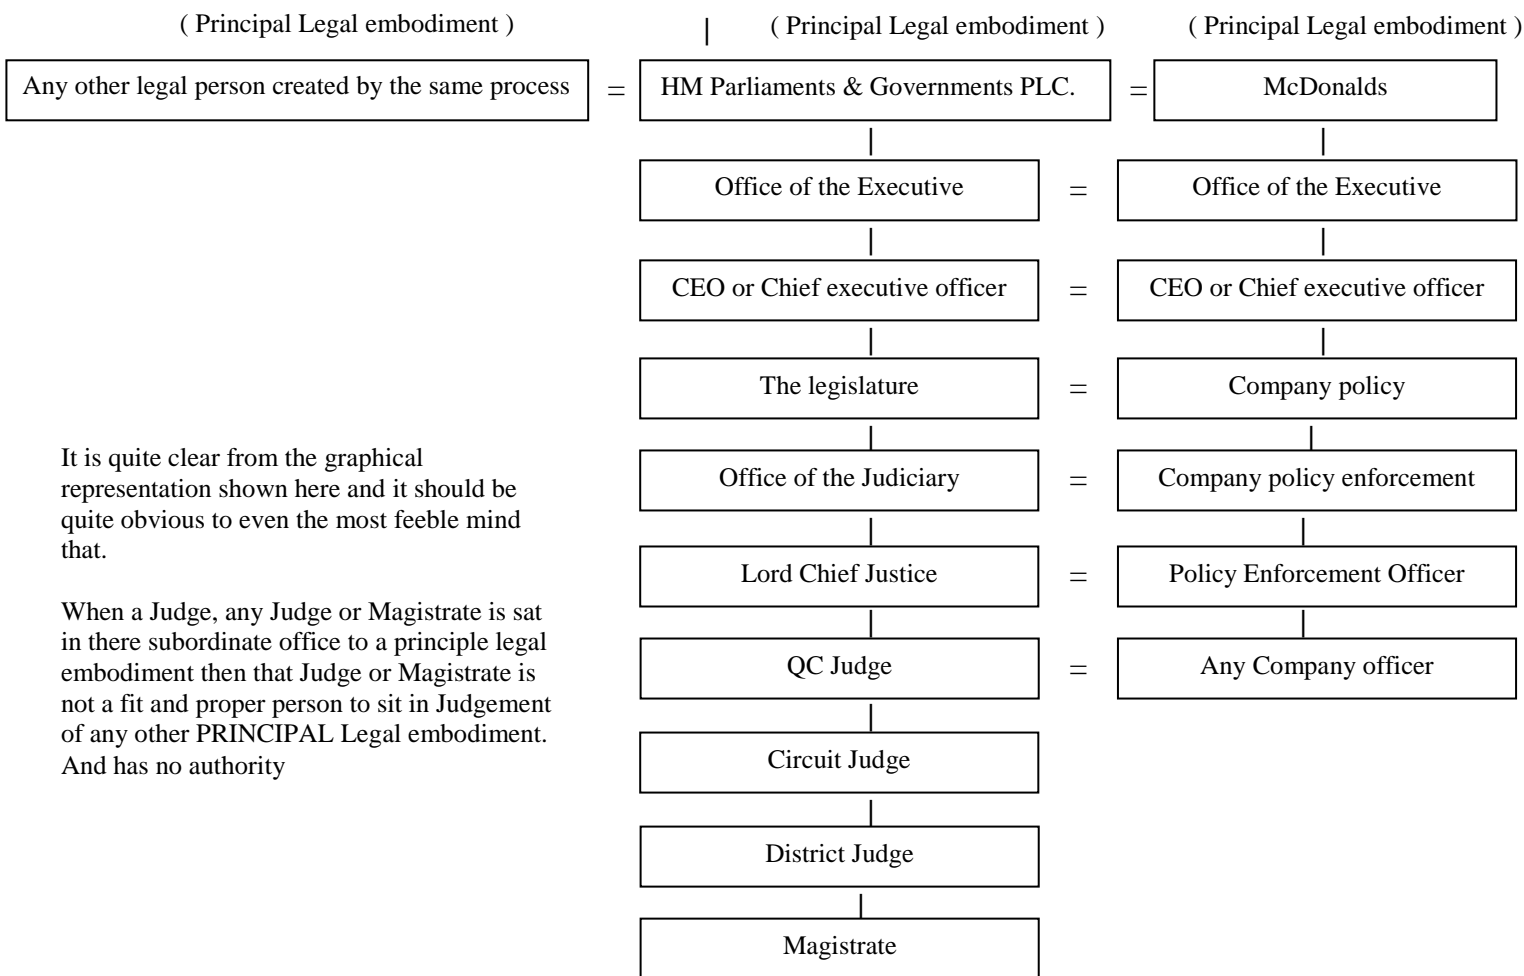 ( Principal Legal embodiment ) | ( Principal Legal embodiment ) ( Principal Legal embodiment )
Any other legal person created by the same process = HM Parliaments & Governments PLC. = McDonalds
Office of the Executive = Office of the Executive
CEO or Chief executive officer = CEO or Chief executive officer
The legislature = Company policy
Office of the Judiciary = Company policy enforcement
Lord Chief Justice = Policy Enforcement Officer
QC Judge = Any Company officer
Circuit Judge
District Judge
Magistrate
It is quite clear from the graphical
representation shown here and it should be
quite obvious to even the most feeble mind
that.
When a Judge, any Judge or Magistrate is sat
in there subordinate office to a principle legal
embodiment then that Judge or Magistrate is
not a fit and proper person to sit in Judgement
of any other PRINCIPAL Legal embodiment.
And has no authority